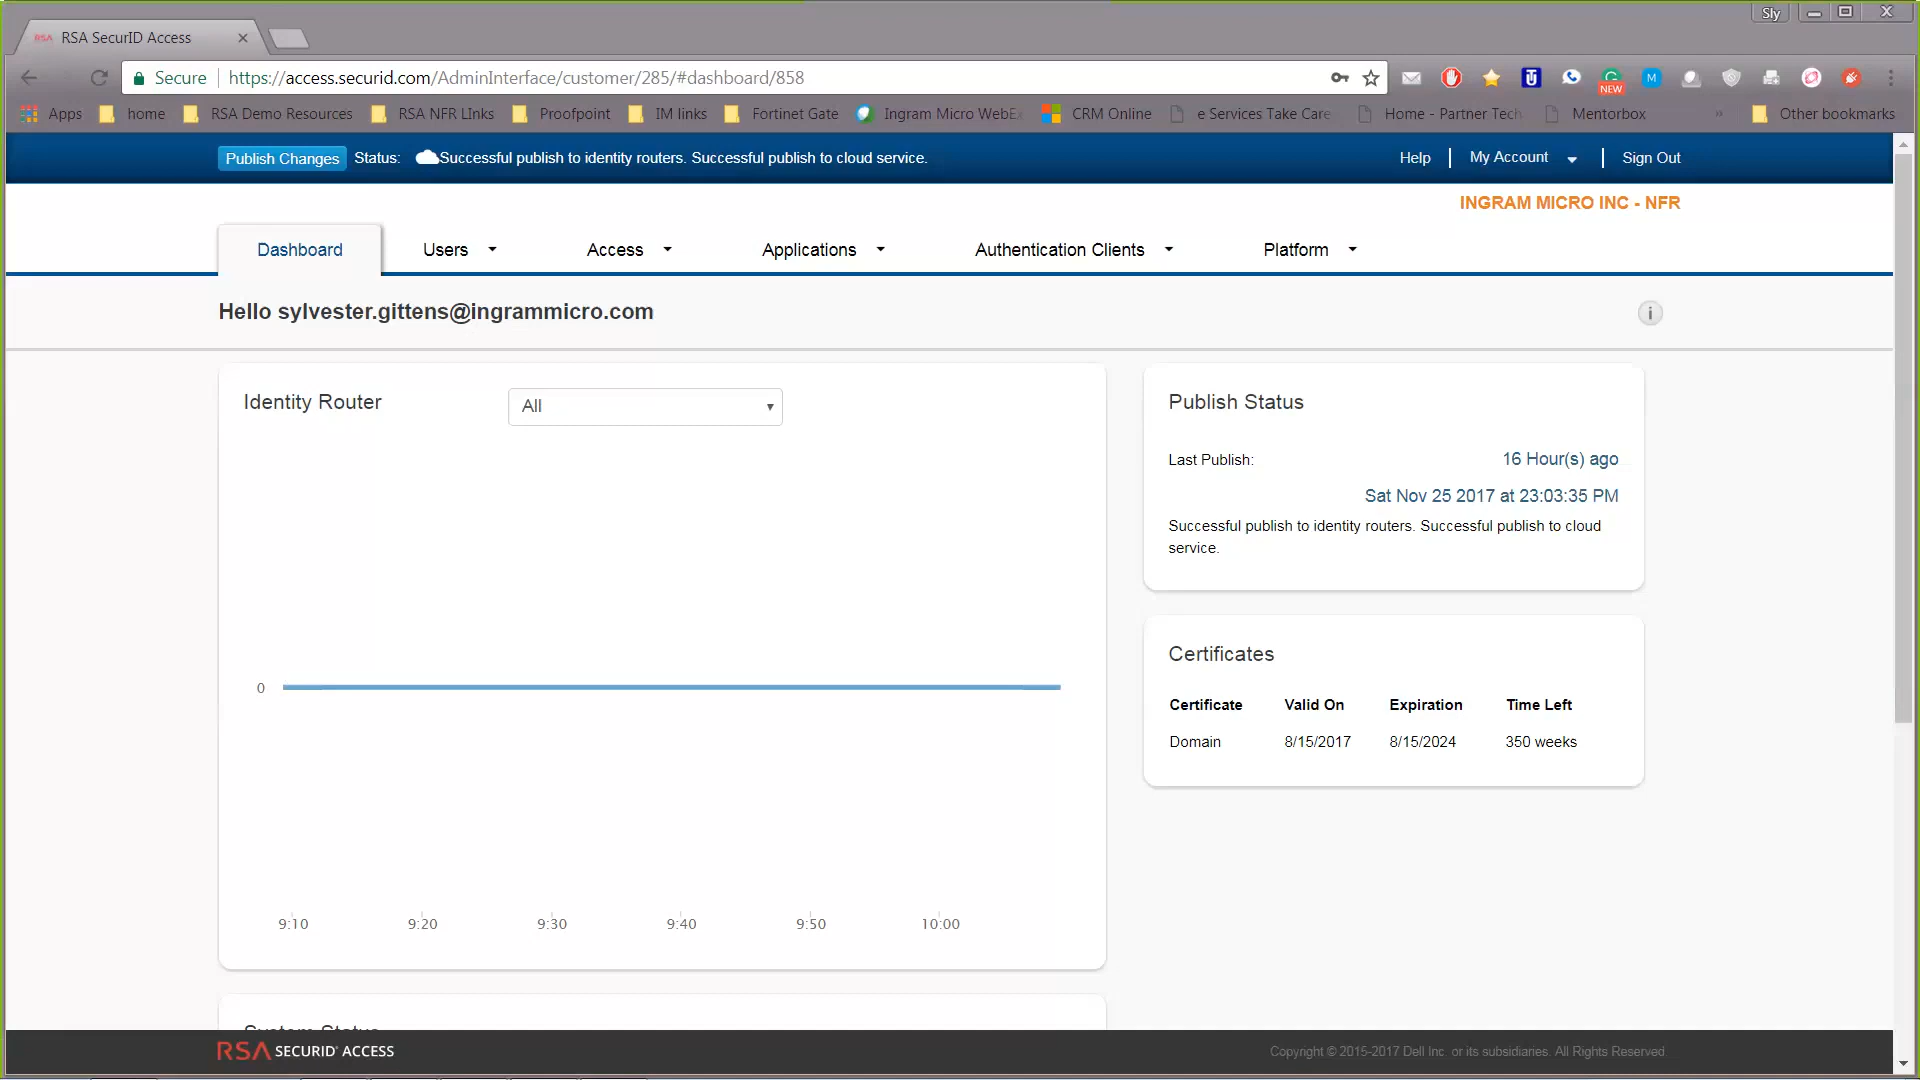 Sly
RSA RSA SecurID Access
Secure https://access.securid.com/AdminInterface/customer/285/#dashboard/858
NEW
M
Apps home RSA Demo Resources RSA NFR LInks Proofpoint IM links Fortinet Gate Ingram Micro WebEx CRM Online e Services Take Care Home - Partner Tech Mentorbox » Other bookmarks
Publish Changes Status: Successful publish to identity routers. Successful publish to cloud service. Help My Account Sign Out
INGRAM MICRO INC - NFR
Dashboard Users Access Applications Authentication Clients Platform
Hello sylvester.gittens@ingrammicro.com
i
Identity Router All
0
9:10 9:20 9:30 9:40 9:50 10:00
Publish Status
Last Publish: 16 Hour(s) ago
Sat Nov 25 2017 at 23:03:35 PM
Successful publish to identity routers. Successful publish to cloud
service.
Certificates
Certificate Valid On Expiration Time Left
Domain 8/15/2017 8/15/2024 350 weeks
System Status
RSA SECURID® ACCESS
Copyright © 2015-2017 Dell Inc. or its subsidiaries. All Rights Reserved.